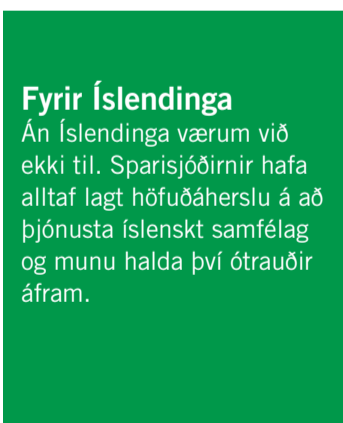 Fyrir Íslendinga
Án Íslendinga værum við
ekki til. Sparisjóðirnir hafa
alltaf lagt höfuðáherslu á að
þjónusta íslenskt samfélag
og munu halda því ótrauðir
áfram.